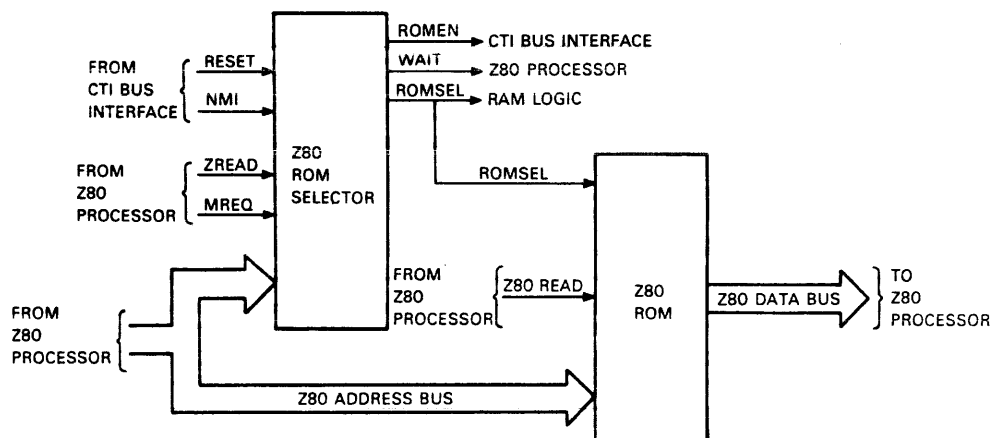 ROMEN
CTI BUS INTERFACE
FROM
CTI BUS
INTERFACE
RESET
NMI
WAIT
Z80 PROCESSOR
ROMSEL
RAM LOGIC
Z80
ROM
SELECTOR
FROM
Z80
PROCESSOR
ZREAD
MREQ
ROMSEL
FROM
Z80
PROCESSOR
Z80 READ
Z80
ROM
Z80 DATA BUS
TO
Z80
PROCESSOR
FROM
Z80
PROCESSOR
Z80 ADDRESS BUS